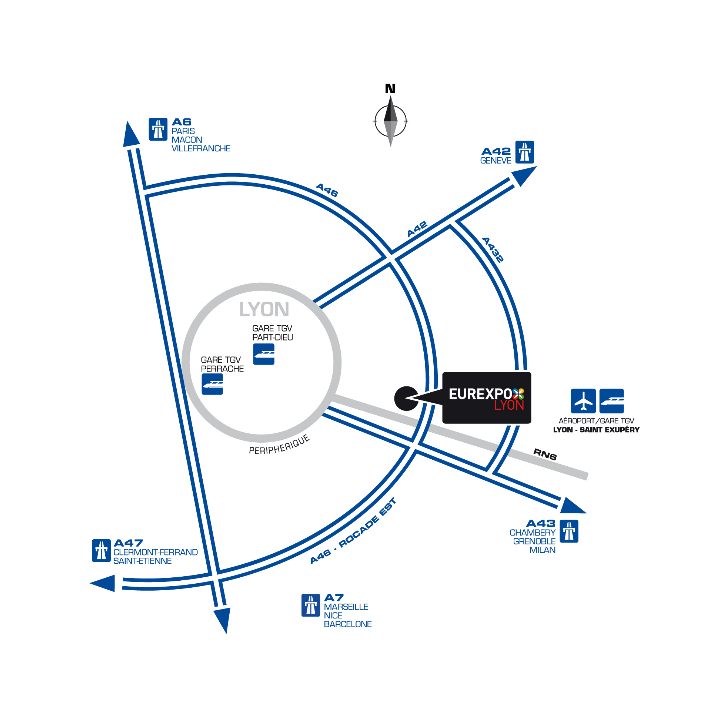 N
A6
PARIS
MACON
VILLEFRANCHE
A42
GENEVE
A46
A42
A432
LYON
GARE TGV
PART-DIEU
GARE TGV
PERRACHE
EUREXPO
LYON
AÉROPORT/GARE TGV
LYON - SAINT EXUPÉRY
PERIPHERIQUE
RN6
A46 - ROCADE EST
A43
CHAMBERY
GRENOBLE
MILAN
A47
CLERMONT-FERRAND
SAINT-ETIENNE
A7
MARSEILLE
NICE
BARCELONE